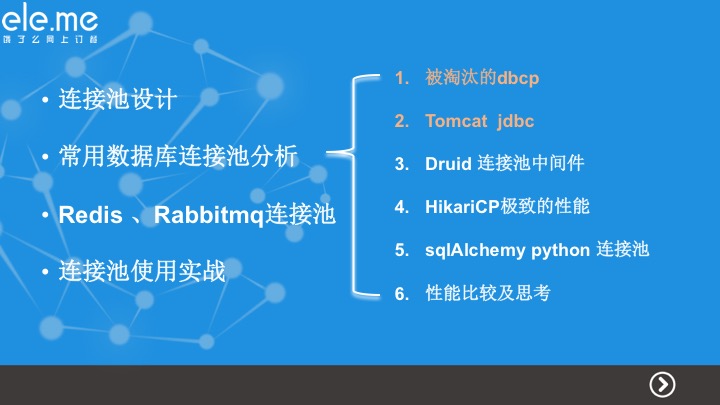 ele.me
饿了么网上订餐
• 连接池设计
• 常用数据库连接池分析
• Redis 、Rabbitmq连接池
• 连接池使用实战
1. 被淘汰的dbcp
2. Tomcat jdbc
3. Druid 连接池中间件
4. HikariCP极致的性能
5. sqlAlchemy python 连接池
6. 性能比较及思考